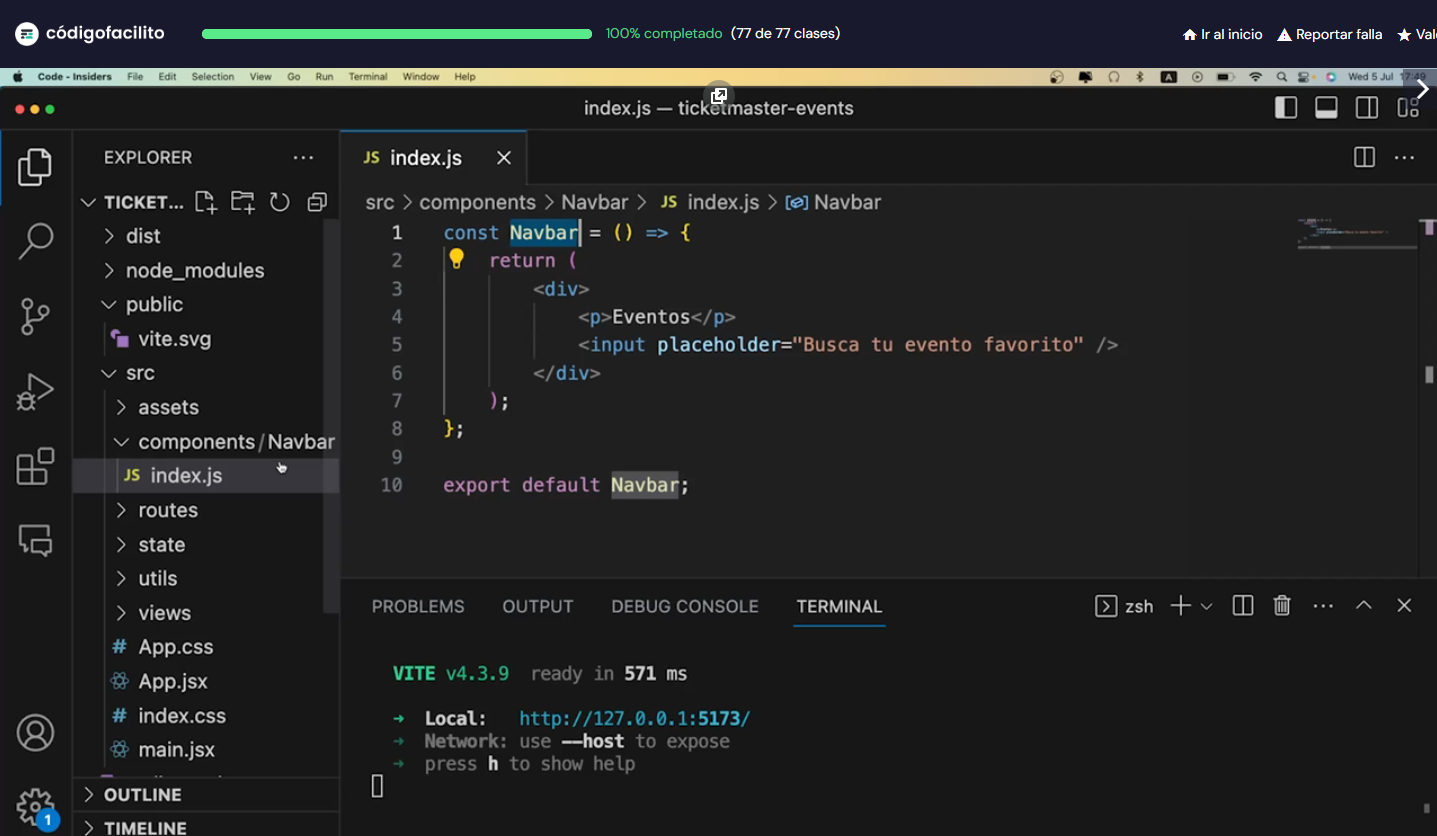 códigofacilito 100% completado (77 de 77 clases) Ir al inicio Reportar falla
Code - Insiders File Edit Selection View Go Run Terminal Window Help A Wed 5 Jul 17:49
index.js — ticketmaster-events
EXPLORER
JS index.js
TICKET...
src > components > Navbar > JS index.js > Navbar
dist
node_modules
public
vite.svg
src
assets
components / Navbar
JS index.js
routes
state
utils
views
# App.css
App.jsx
# index.css
main.jsx
OUTLINE
TIMELINE
1
1 const Navbar = () => {
2 return (
3 <div>
4 <p>Eventos</p>
5 <input placeholder="Busca tu evento favorito" />
6 </div>
7 );
8 };
9
10 export default Navbar;
PROBLEMS OUTPUT DEBUG CONSOLE TERMINAL zsh
VITE v4.3.9 ready in 571 ms
➜ Local: http://127.0.0.1:5173/
➜ Network: use --host to expose
➜ press h to show help